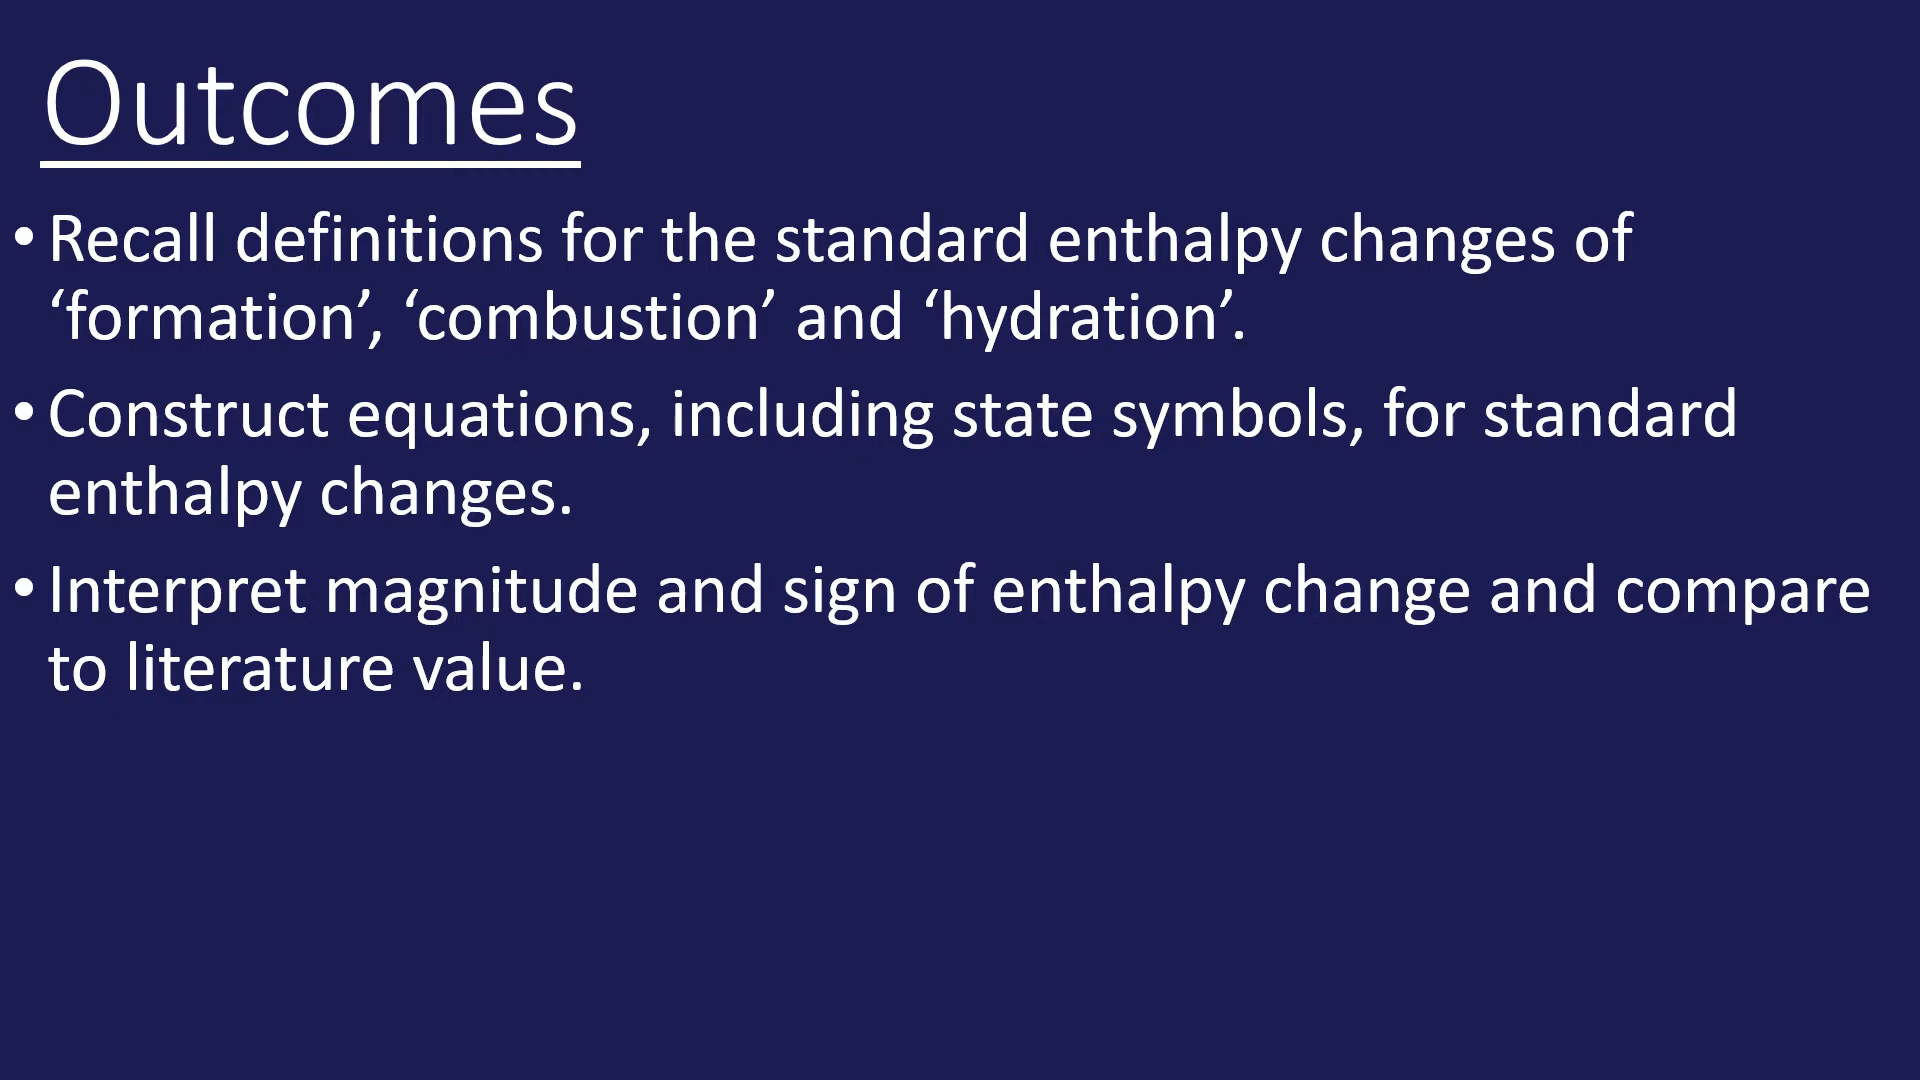 Outcomes
• Recall definitions for the standard enthalpy changes of
‘formation’, ‘combustion’ and ‘hydration’.
• Construct equations, including state symbols, for standard
enthalpy changes.
• Interpret magnitude and sign of enthalpy change and compare
to literature value.